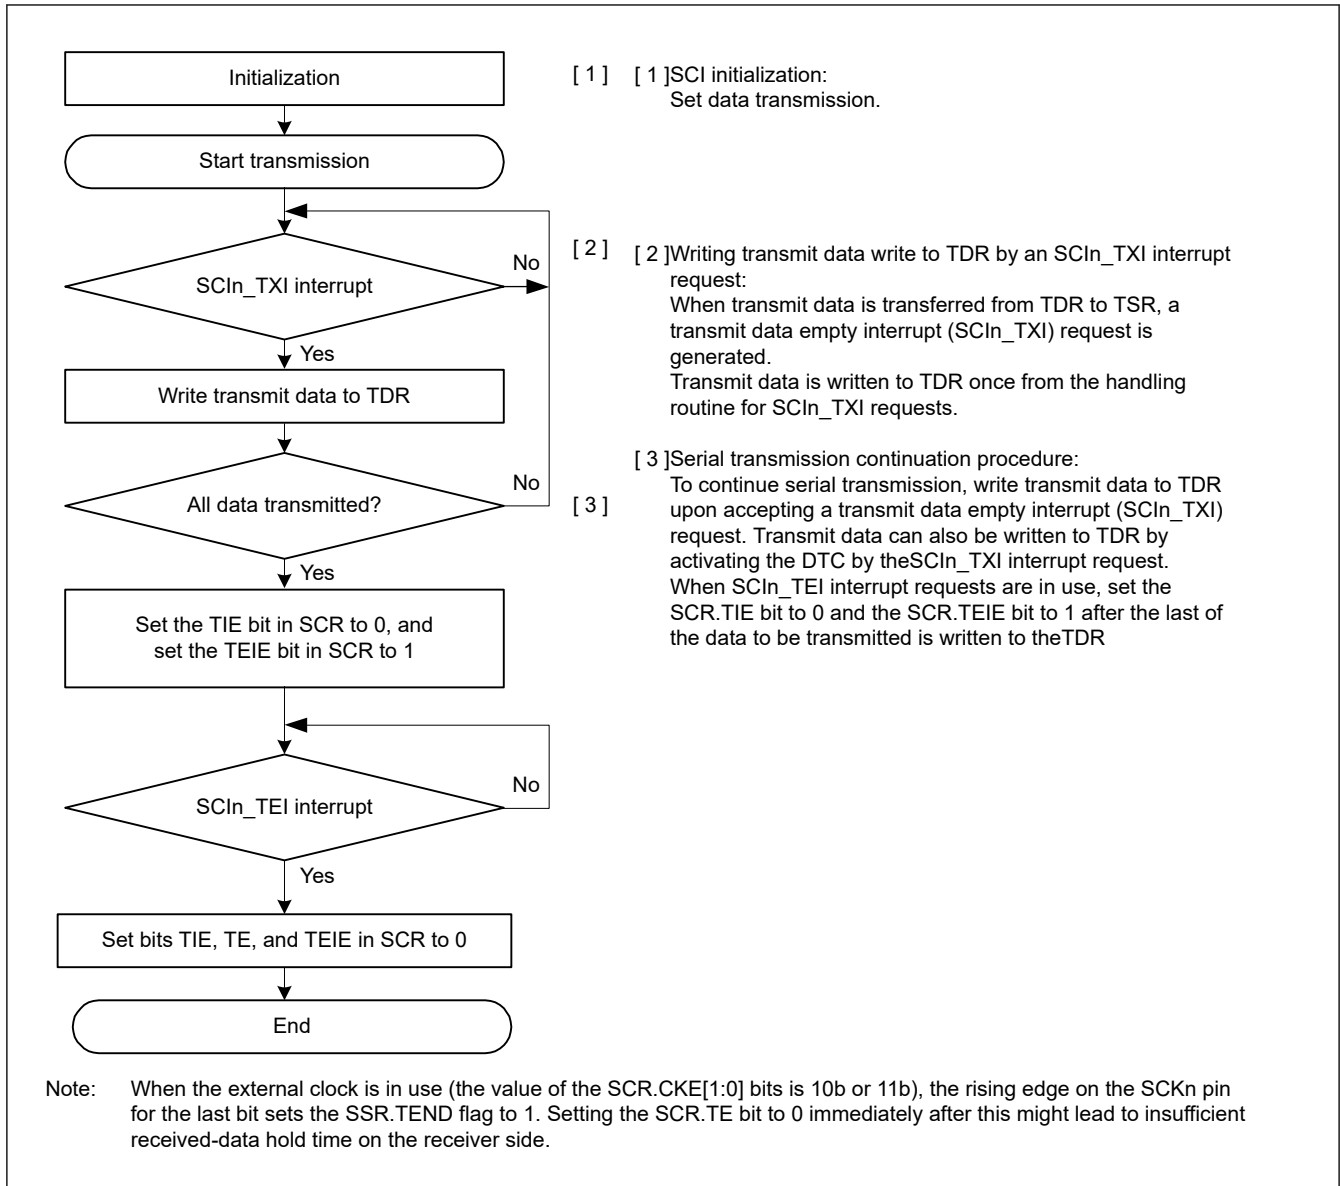 Initialization
[ 1 ]
[ 1 ]SCI initialization:
Set data transmission.
Start transmission
SCIn_TXI interrupt
No
Yes
[ 2 ]
[ 2 ]Writing transmit data write to TDR by an SCIn_TXI interrupt
request:
When transmit data is transferred from TDR to TSR, a
transmit data empty interrupt (SCIn_TXI) request is
generated.
Transmit data is written to TDR once from the handling
routine for SCIn_TXI requests.
Write transmit data to TDR
All data transmitted?
No
Yes
[ 3 ]
[ 3 ]Serial transmission continuation procedure:
To continue serial transmission, write transmit data to TDR
upon accepting a transmit data empty interrupt (SCIn_TXI)
request. Transmit data can also be written to TDR by
activating the DTC by theSCIn_TXI interrupt request.
When SCIn_TEI interrupt requests are in use, set the
SCR.TIE bit to 0 and the SCR.TEIE bit to 1 after the last of
the data to be transmitted is written to theTDR
Set the TIE bit in SCR to 0, and
set the TEIE bit in SCR to 1
SCIn_TEI interrupt
No
Yes
Set bits TIE, TE, and TEIE in SCR to 0
End
Note: When the external clock is in use (the value of the SCR.CKE[1:0] bits is 10b or 11b), the rising edge on the SCKn pin
for the last bit sets the SSR.TEND flag to 1. Setting the SCR.TE bit to 0 immediately after this might lead to insufficient
received-data hold time on the receiver side.